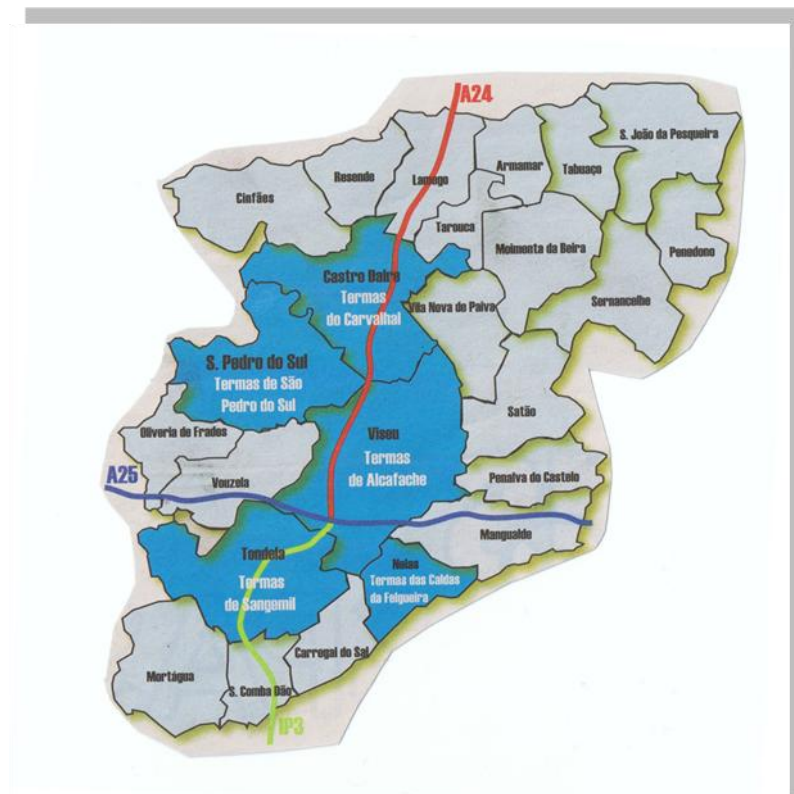 A24
S. João da Pesqueira
Armamar
Tabuaço
Resende
Lamego
Cinfães
Tarouca
Moimenta da Beira
Penedono
Castro Daire
Termas
do Carvalhal
Vila Nova de Paiva
Sernancelhe
S. Pedro do Sul
Termas de São
Pedro do Sul
Satão
Oliveria de Frades
Viseu
Termas
de Alcafache
A25
Vouzela
Penalva do Castelo
Mangualde
Tondela
Termas
de Sangemil
Nelas
Termas das Caldas
da Felgueira
Carregal do Sal
Mortágua
S. Comba Dão
IP3